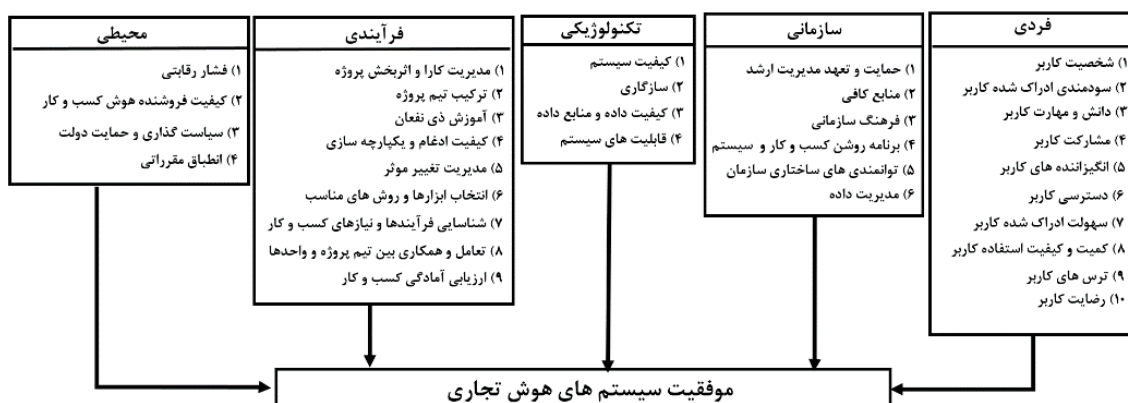 فردی
۱) شخصیت کاربر
۲) سودمندی ادراک شده کاربر
۳) دانش و مهارت کاربر
۴) مشارکت کاربر
۵) انگیزاننده های کاربر
۶) دسترسی کاربر
۷) سهولت ادراک شده کاربر
۸) کمیت و کیفیت استفاده کاربر
۹) ترس های کاربر
۱۰) رضایت کاربر
سازمانی
۱) حمایت و تعهد مدیریت ارشد
۲) منابع کافی
۳) فرهنگ سازمانی
۴) برنامه روشن کسب و کار و سیستم
۵) توانمندی های ساختاری سازمان
۶) مدیریت داده
تکنولوژیکی
۱) کیفیت سیستم
۲) سازگاری
۳) کیفیت داده و منابع داده
۴) قابلیت های سیستم
فرآیندی
۱) مدیریت کارا و اثربخش پروژه
۲) ترکیب تیم پروژه
۳) آموزش ذی نفعان
۴) کیفیت ادغام و یکپارچه سازی
۵) مدیریت تغییر موثر
۶) انتخاب ابزارها و روش های مناسب
۷) شناسایی فرآیندها و نیازهای کسب و کار
۸) تعامل و همکاری بین تیم پروژه و واحدها
۹) ارزیابی آمادگی کسب و کار
محیطی
۱) فشار رقابتی
۲) کیفیت فروشنده هوش کسب و کار
۳) سیاست گذاری و حمایت دولت
۴) انطباق مقرراتی
موفقیت سیستم های هوش تجاری